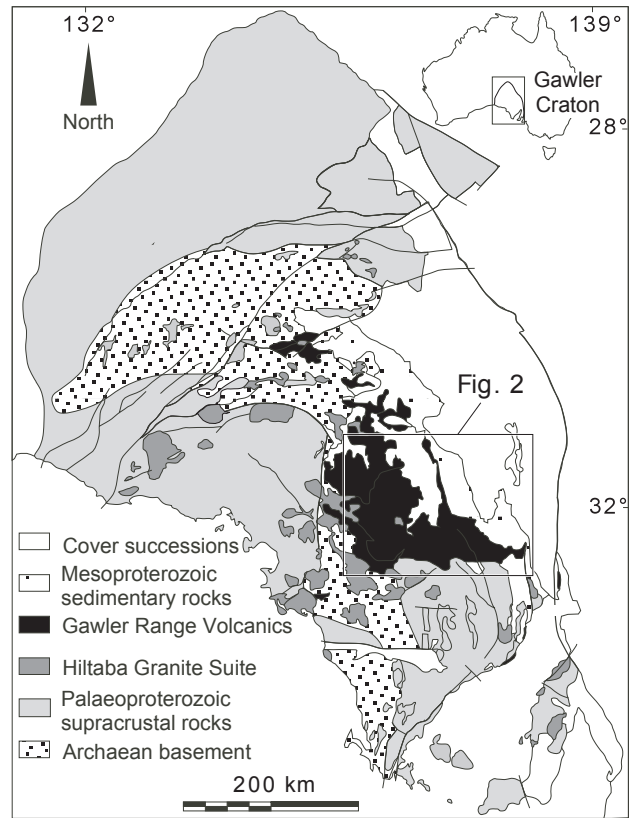 132°
139°
North
Gawler
Craton
28°
Fig. 2
32°
Cover successions
Mesoproterozoic
sedimentary rocks
Gawler Range Volcanics
Hiltaba Granite Suite
Palaeoproterozoic
supracrustal rocks
Archaean basement
200 km